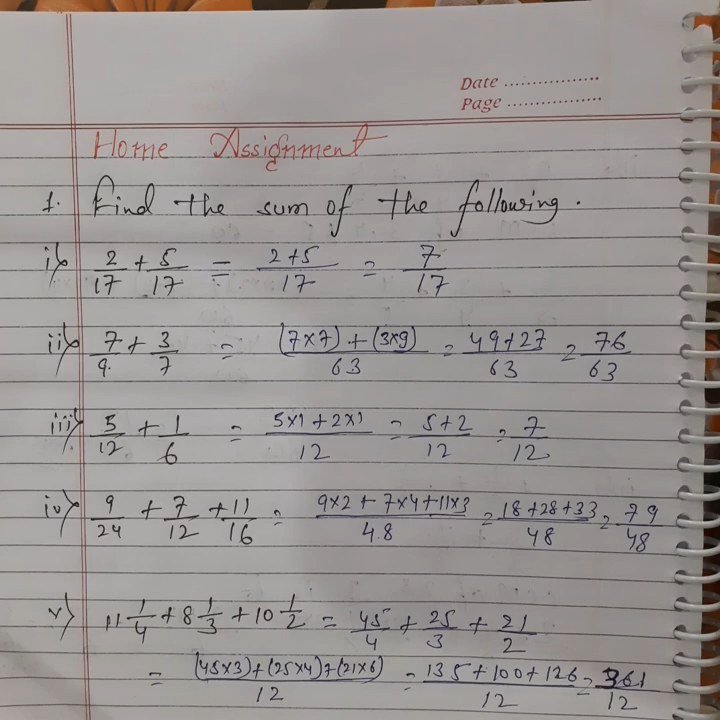 Date ................
Page ................
Home Assignment
1. Find the sum of the following.
i) 2/17 + 5/17 = 2+5/17 = 7/17
ii) 7/9 + 3/7 = (7×7) + (3×9)/63 = 49+27/63 = 76/63
iii) 5/12 + 1/6 = 5×1 + 2×1/12 = 5+2/12 = 7/12
iv) 9/24 + 7/12 + 11/16 = 9×2 + 7×4 + 11×3/48 = 18+28+33/48 = 79/48
v) 11 1/4 + 8 1/3 + 10 1/2 = 45/4 + 25/3 + 21/2
= (45×3)+(25×4)+(21×6)/12 = 135+100+126/12 = 361/12